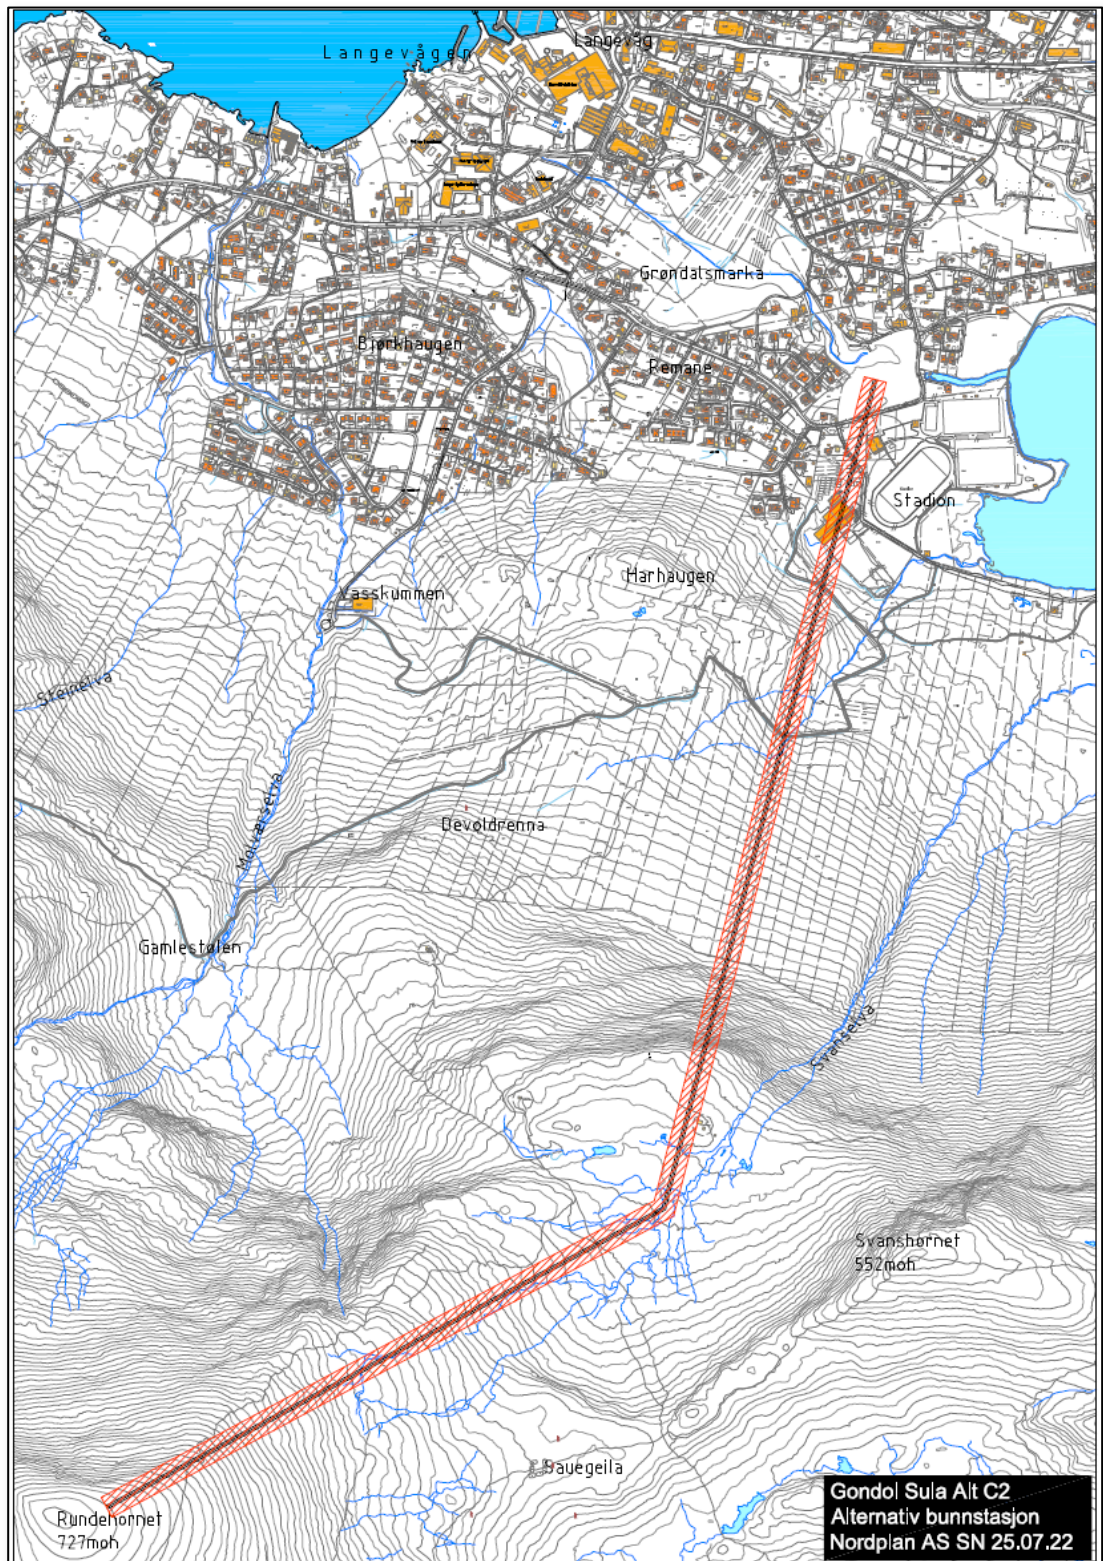 Langevågen
Langevåg
Grøndalsmarka
Bjørkhaugen
Remane
Stadion
Harhaugen
Vasskummen
Steinelva
Molværselva
Devoldrenna
Gamlestølen
Svanselva
Svanshornet
552moh
Sauegeila
Rundehornet
727moh
Gondol Sula Alt C2
Alternativ bunnstasjon
Nordplan AS SN 25.07.22